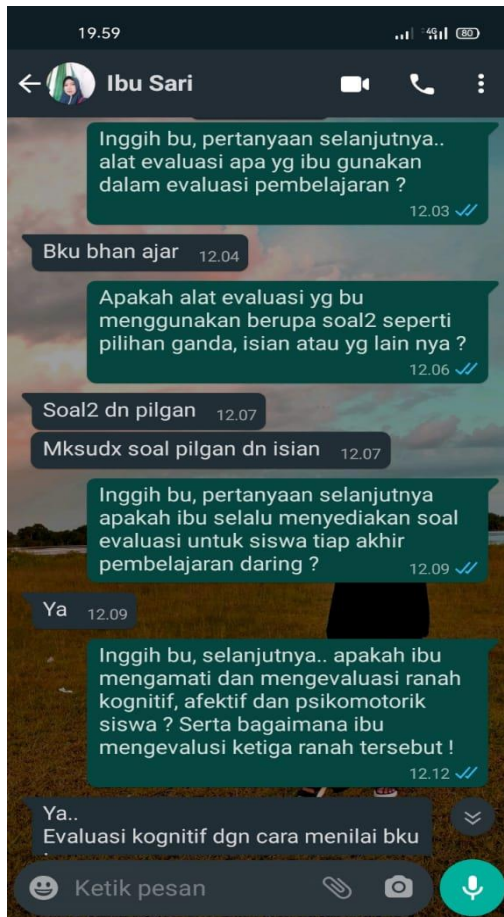 19.59
4G
80
Ibu Sari
Inggih bu, pertanyaan selanjutnya..
alat evaluasi apa yg ibu gunakan
dalam evaluasi pembelajaran ?
12.03
Bku bhan ajar 12.04
Apakah alat evaluasi yg bu
menggunakan berupa soal2 seperti
pilihan ganda, isian atau yg lain nya ?
12.06
Soal2 dn pilgan 12.07
Mksudx soal pilgan dn isian 12.07
Inggih bu, pertanyaan selanjutnya
apakah ibu selalu menyediakan soal
evaluasi untuk siswa tiap akhir
pembelajaran daring ? 12.09
Ya 12.09
Inggih bu, selanjutnya.. apakah ibu
mengamati dan mengevaluasi ranah
kognitif, afektif dan psikomotorik
siswa ? Serta bagaimana ibu
mengevalusi ketiga ranah tersebut !
12.12
Ya..
Evaluasi kognitif dgn cara menilai bku
Ketik pesan